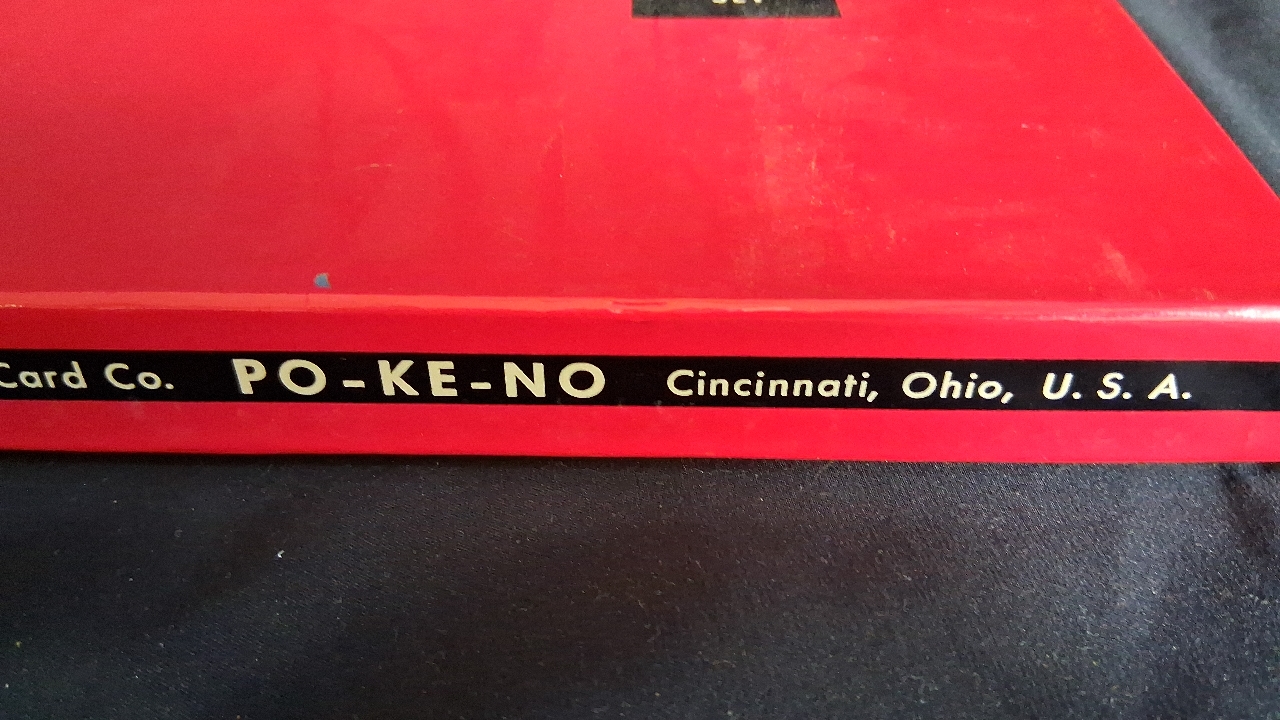 Card Co. PO-KE-NO Cincinnati, Ohio, U. S. A.